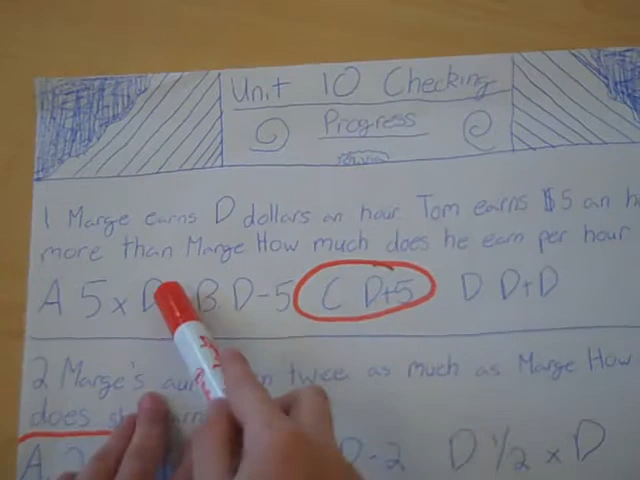 Unit 10 Checking
Progress
1 Marge earns D dollars an hour Tom earns $5 an
more than Marge How much does he earn per hour
A 5 x D B D-5 C D+5 D D+D
2 Marge's twice as much as Marge How
does
A 2 D 1/2 x D